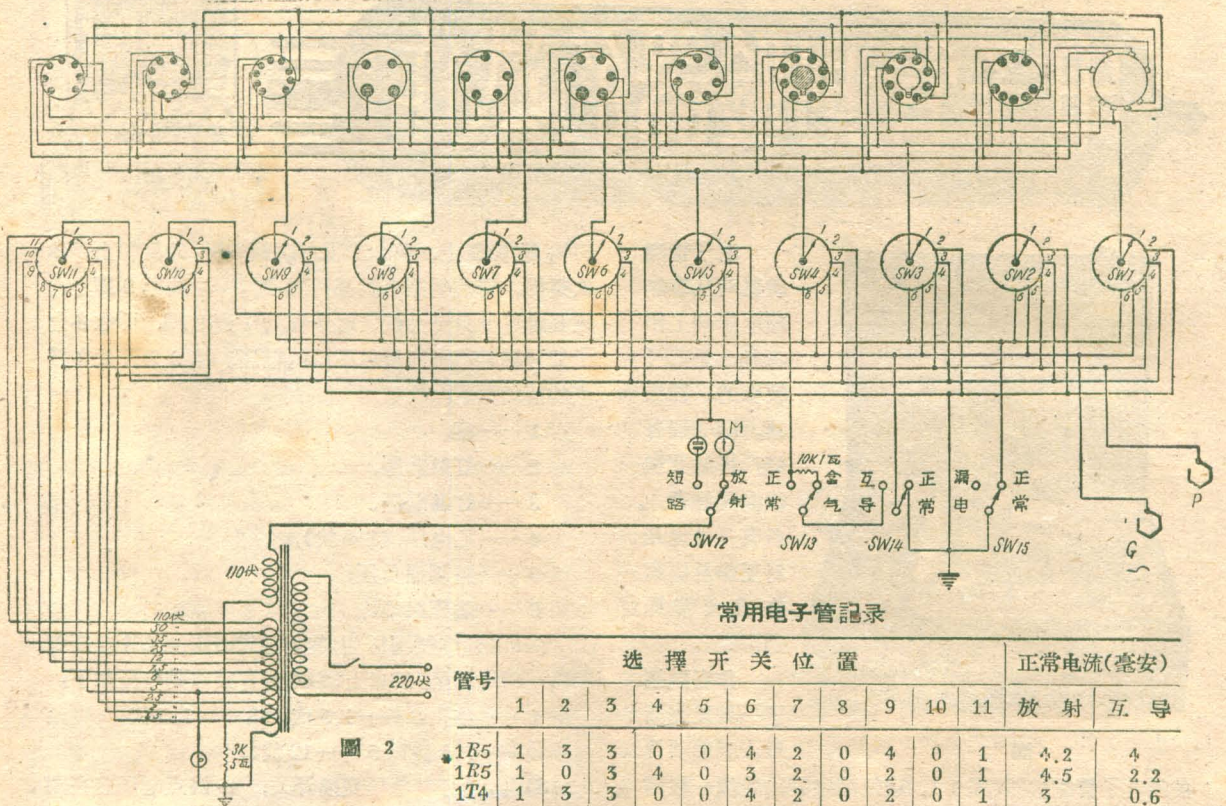 SW11 SW10 SW9 SW8 SW7 SW6 SW5 SW4 SW3 SW2 SW1
M
10K1瓦
短路 放射 正常 含气 互导 正常 漏电 正常
SW12 SW13 SW14 SW15
P
G
110伏
110伏
50
35
220伏
3K
5瓦
圖 2
常用电子管記录
管号 选擇开关位置 正常电流(毫安)
1 2 3 4 5 6 7 8 9 10 11 放射 互导
*1R5 1 3 3 0 0 4 2 0 4 0 1 4.2 4
1R5 1 0 3 4 0 3 2 0 2 0 1 4.5 2.2
1T4 1 3 3 0 0 4 2 0 2 0 1 3 0.6